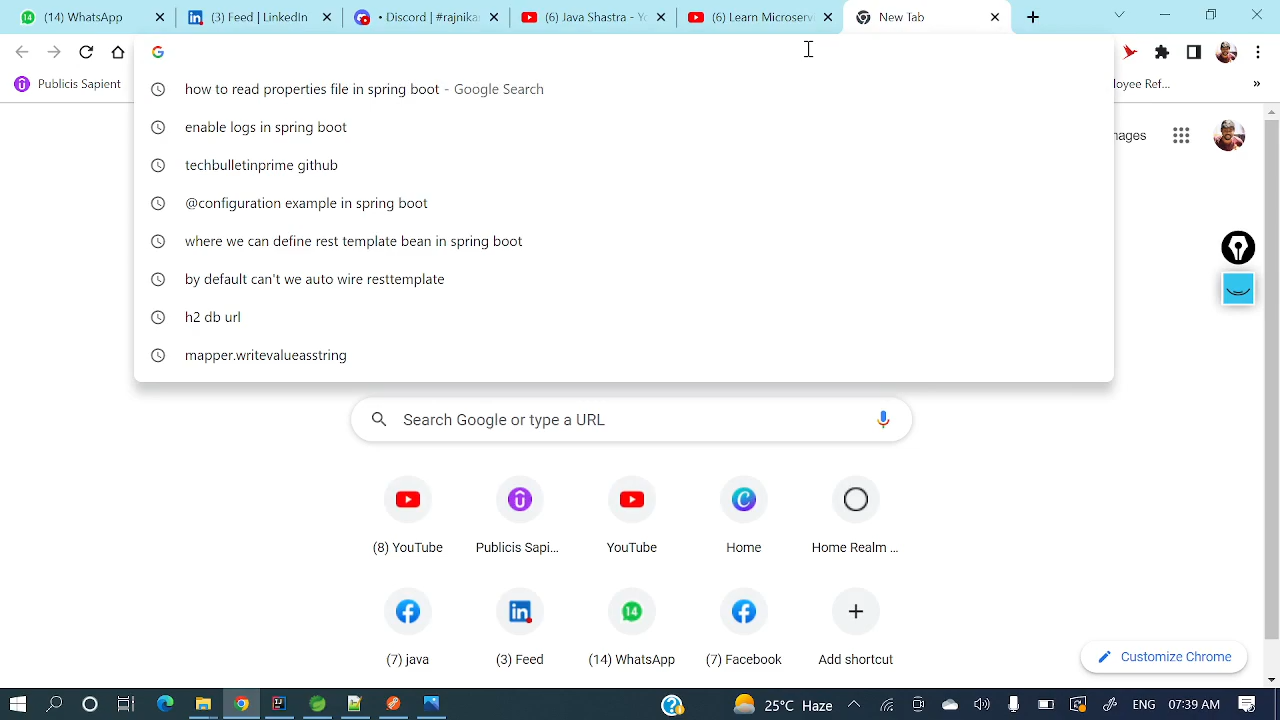 (14) WhatsApp
(3) Feed | LinkedIn
• Discord | #rajnika
(6) Java Shastra - Yo
(6) Learn Microserv
New Tab
Publicis Sapient
loyee Ref...
»
how to read properties file in spring boot - Google Search
enable logs in spring boot
techbulletinprime github
@configuration example in spring boot
where we can define rest template bean in spring boot
by default can't we auto wire resttemplate
h2 db url
mapper.writevalueasstring
nages
Search Google or type a URL
(8) YouTube
Publicis Sapi...
YouTube
Home
Home Realm ...
14
(7) java
(3) Feed
(14) WhatsApp
(7) Facebook
Add shortcut
Customize Chrome
25°C Haze
ENG
07:39 AM